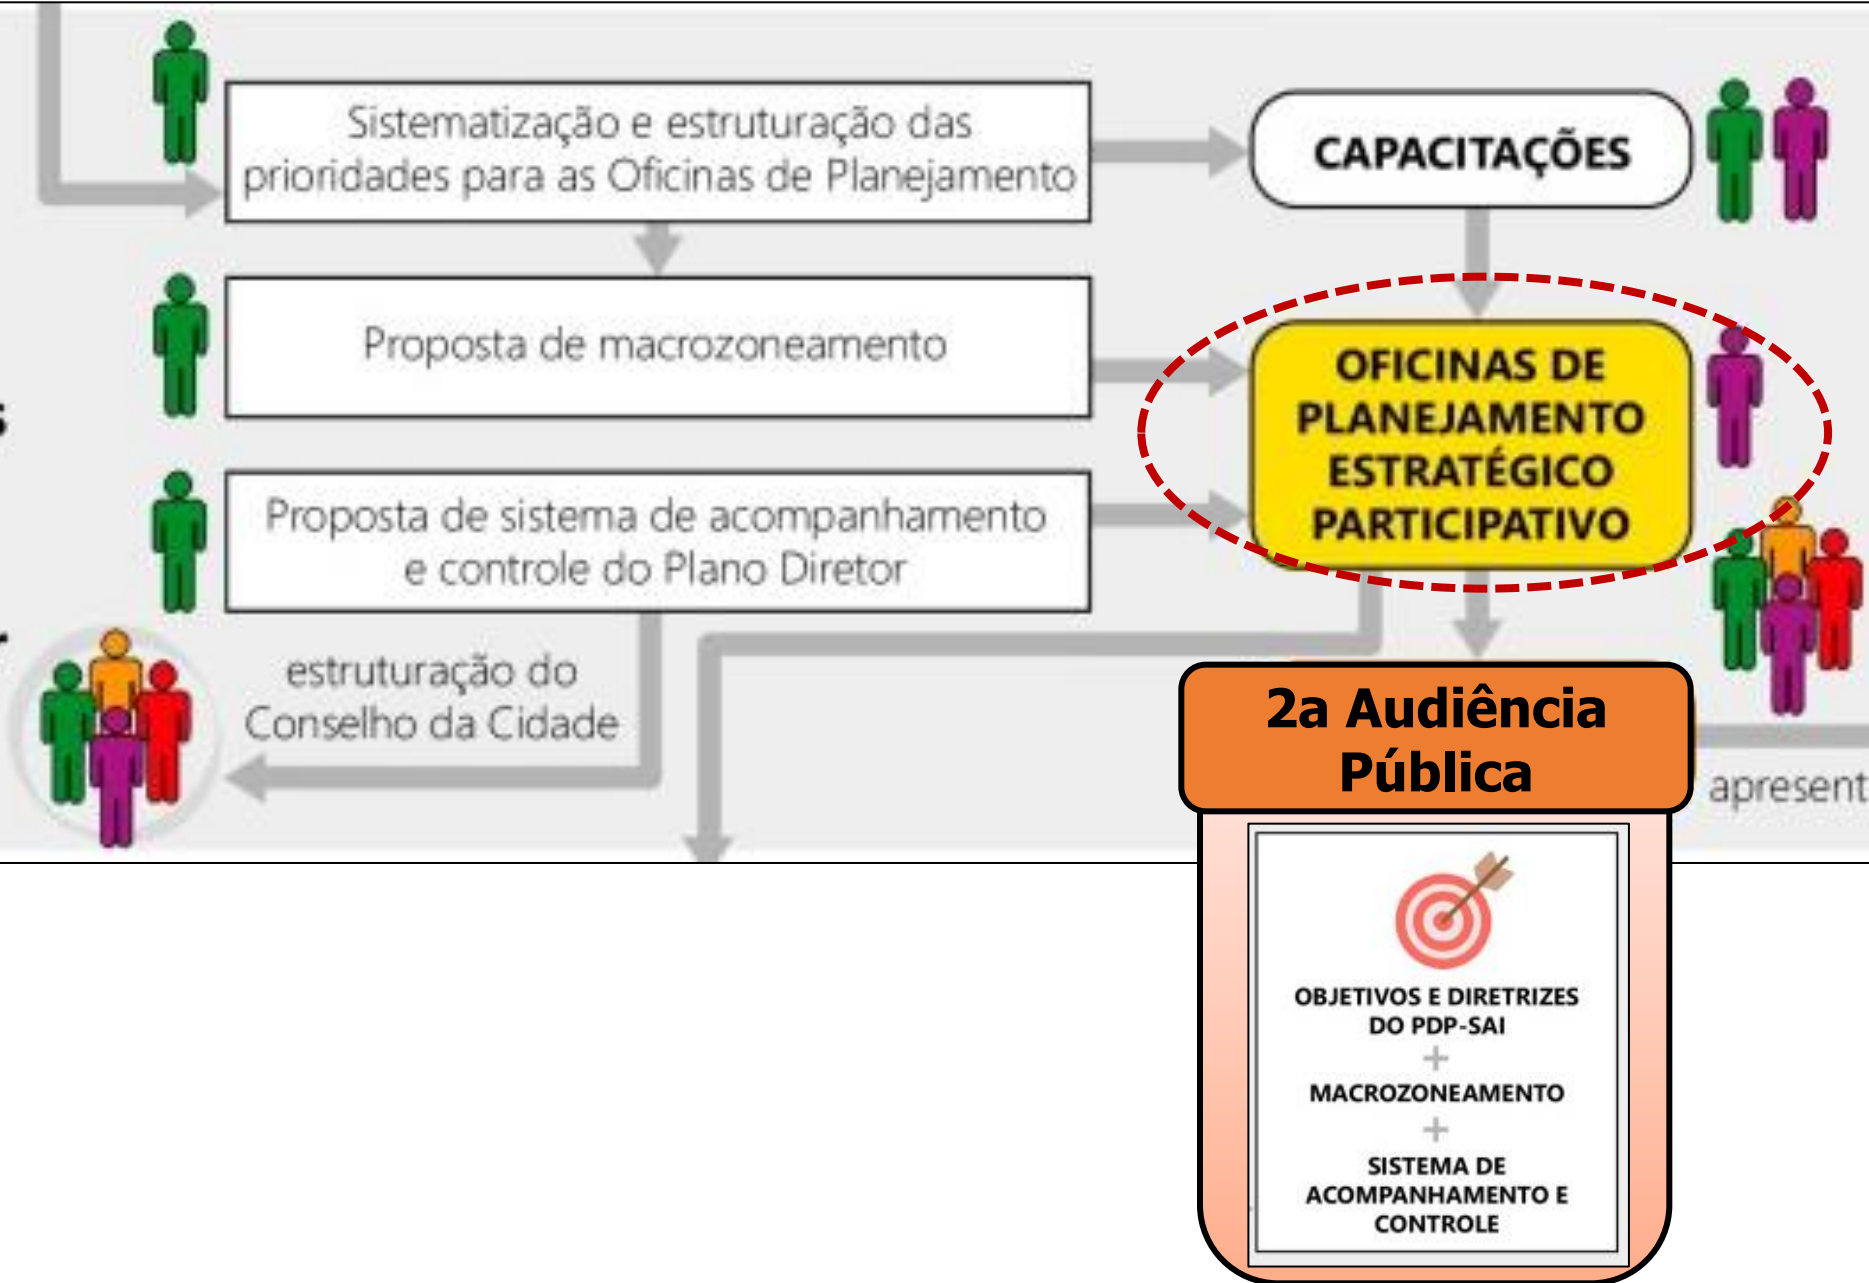 Sistematização e estruturação das
prioridades para as Oficinas de Planejamento
CAPACITAÇÕES
Proposta de macrozoneamento
OFICINAS DE
PLANEJAMENTO
ESTRATÉGICO
PARTICIPATIVO
Proposta de sistema de acompanhamento
e controle do Plano Diretor
estruturação do
Conselho da Cidade
2a Audiência
Pública
apresent
OBJETIVOS E DIRETRIZES
DO PDP-SAI
+
MACROZONEAMENTO
+
SISTEMA DE
ACOMPANHAMENTO E
CONTROLE